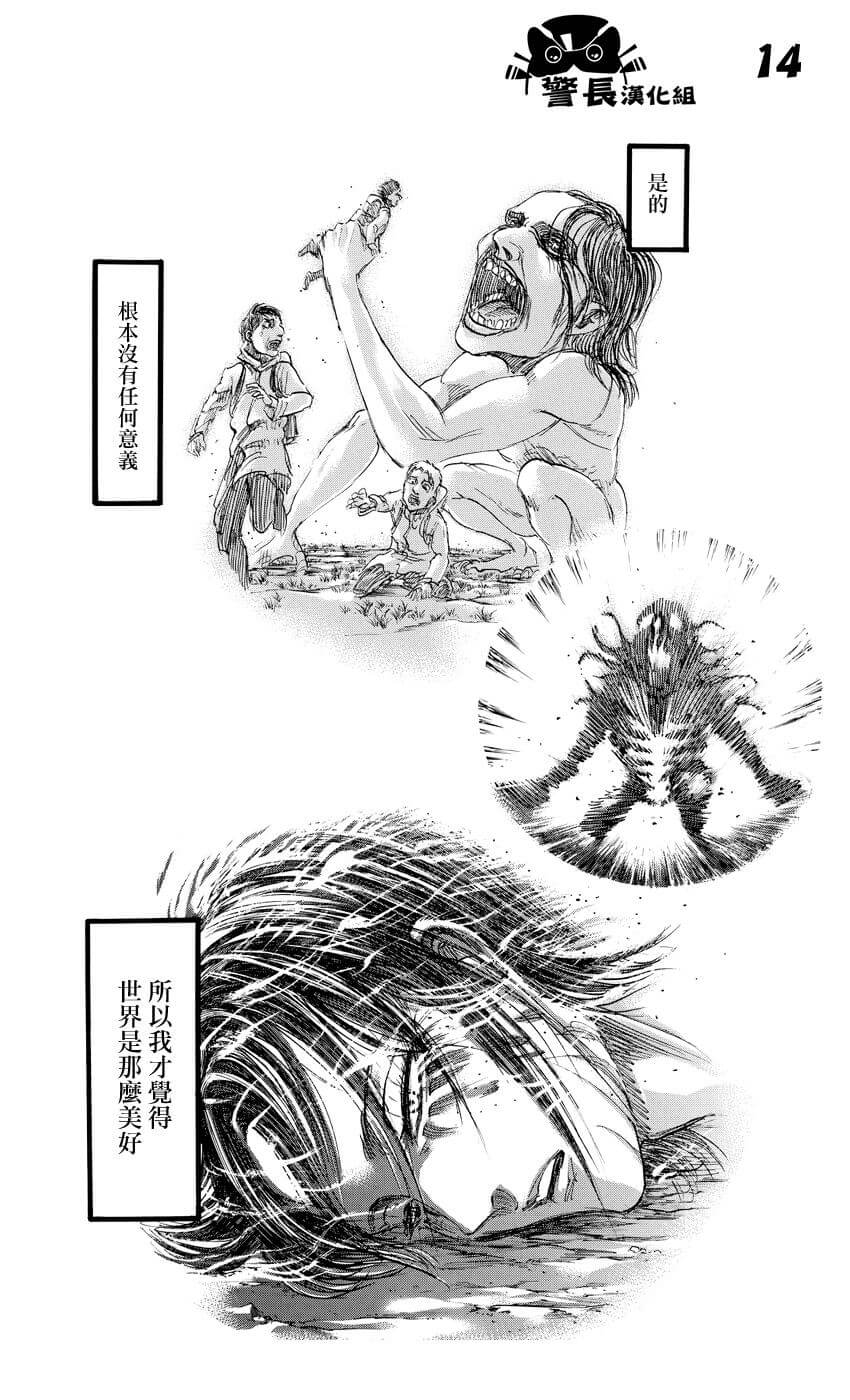 警長漢化組
14
是的
根本沒有任何意義
所以我才覺得
世界是那麼美好